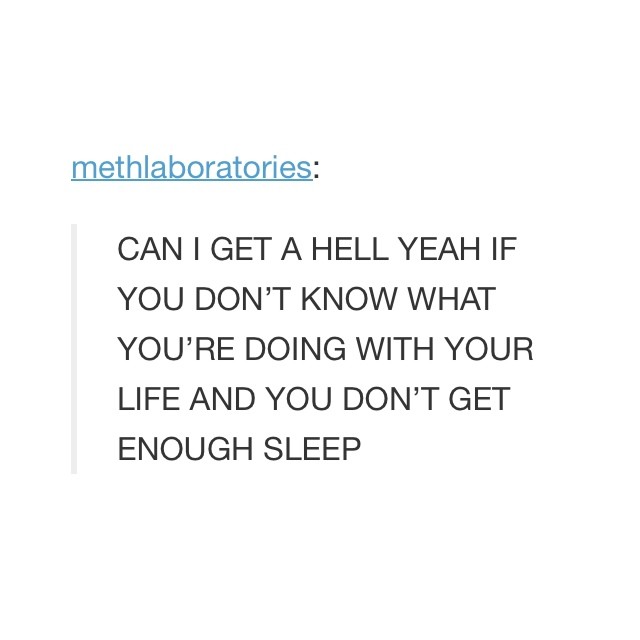 methlaboratories:
CAN I GET A HELL YEAH IF
YOU DON’T KNOW WHAT
YOU’RE DOING WITH YOUR
LIFE AND YOU DON’T GET
ENOUGH SLEEP